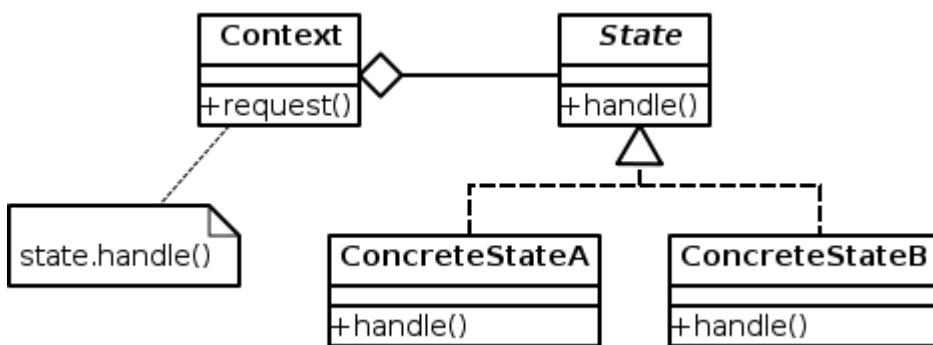 Context
State
+request()
+handle()
state.handle()
ConcreteStateA
ConcreteStateB
+handle()
+handle()